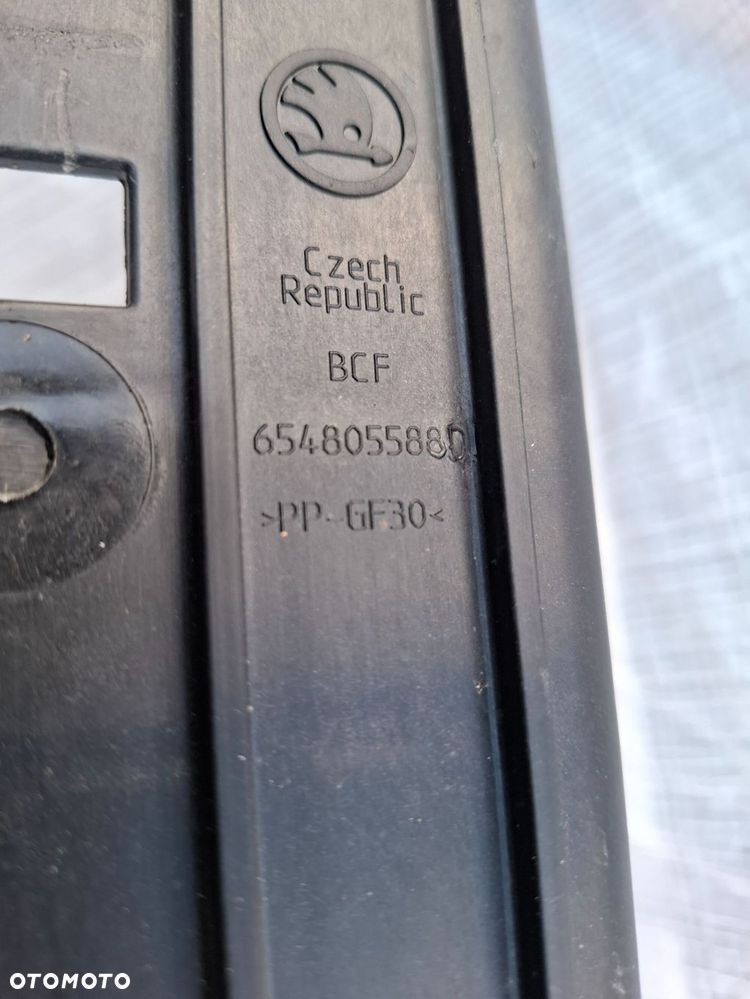 Czech
Republic
BCF
654805588D
>PP-GF30<
OTOMOTO